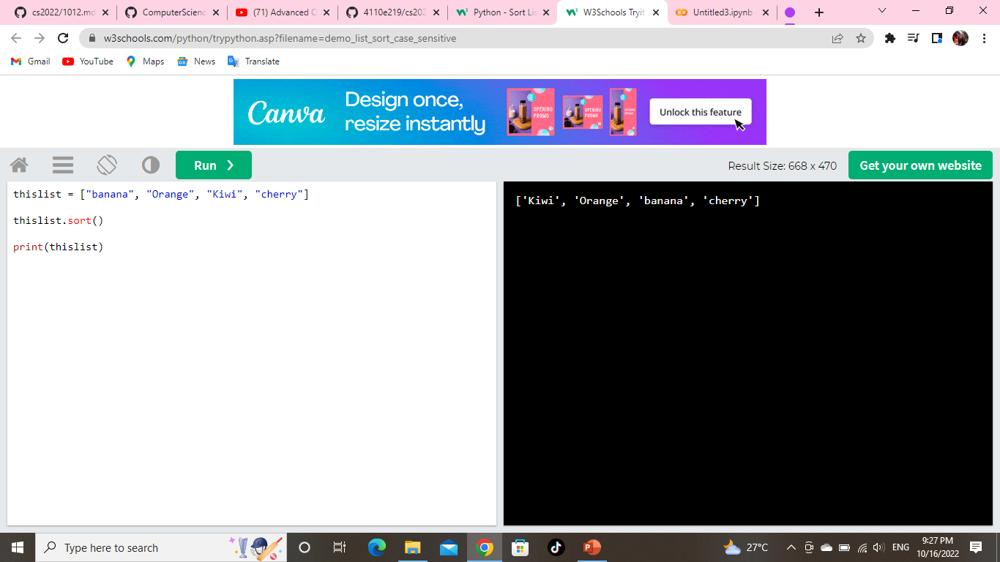 cs2022/1012.md
ComputerScienc
(71) Advanced C
4110e219/cs202
Python - Sort Lis
W3Schools Tryit
Untitled3.ipynb
w3schools.com/python/trypython.asp?filename=demo_list_sort_case_sensitive
Gmail
YouTube
Maps
News
Translate
Canva
Design once,
resize instantly
OPENING
PROMO
OPENING
PROMO
Unlock this feature
Run ❯
Result Size: 668 x 470
Get your own website
thislist = ["banana", "Orange", "Kiwi", "cherry"]
thislist.sort()
print(thislist)
['Kiwi', 'Orange', 'banana', 'cherry']
Type here to search
27°C
ENG
9:27 PM
10/16/2022